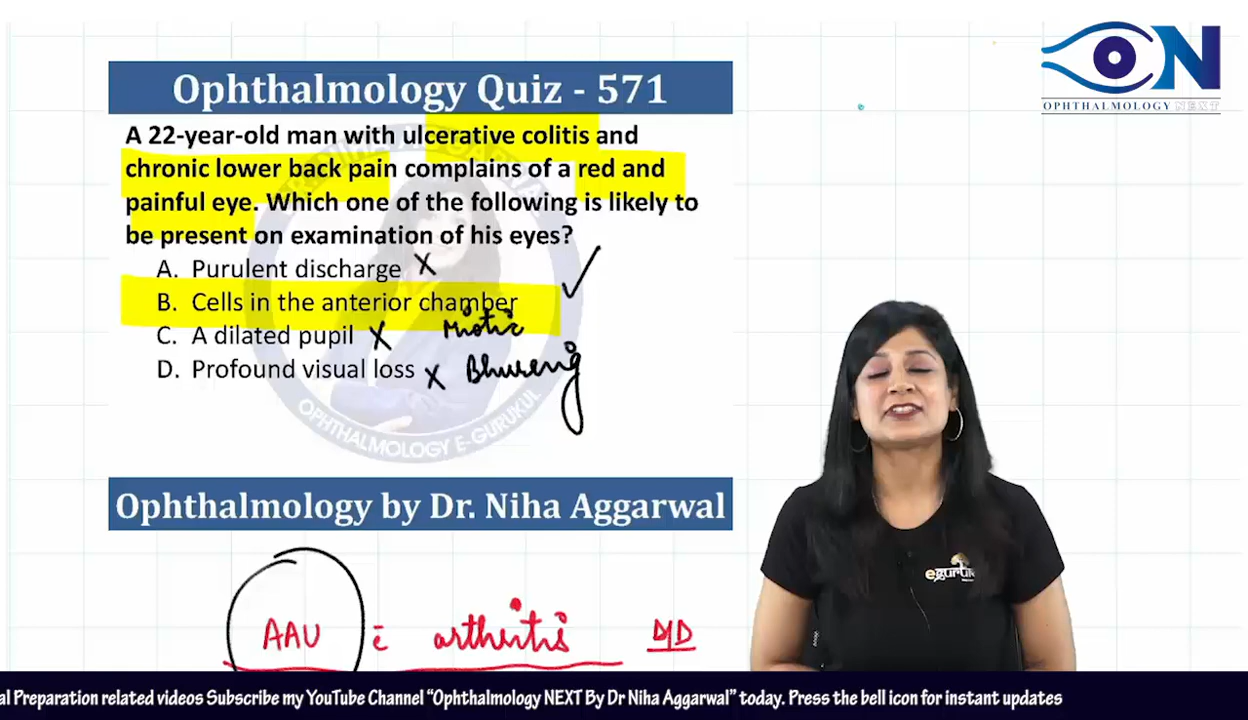 ON
OPHTHALMOLOGY NEXT
Ophthalmology Quiz - 571
A 22-year-old man with ulcerative colitis and
chronic lower back pain complains of a red and
painful eye. Which one of the following is likely to
be present on examination of his eyes?
A. Purulent discharge X
B. Cells in the anterior chamber ✓
C. A dilated pupil X Miotic
D. Profound visual loss X
OPHTHALMOLOGY E-GURUKUL
Ophthalmology by Dr. Niha Aggarwal
AAU c̄ arthritis D/D
egurukul
al Preparation related videos Subscribe my YouTube Channel “Ophthalmology NEXT By Dr Niha Aggarwal” today. Press the bell icon for instant updates